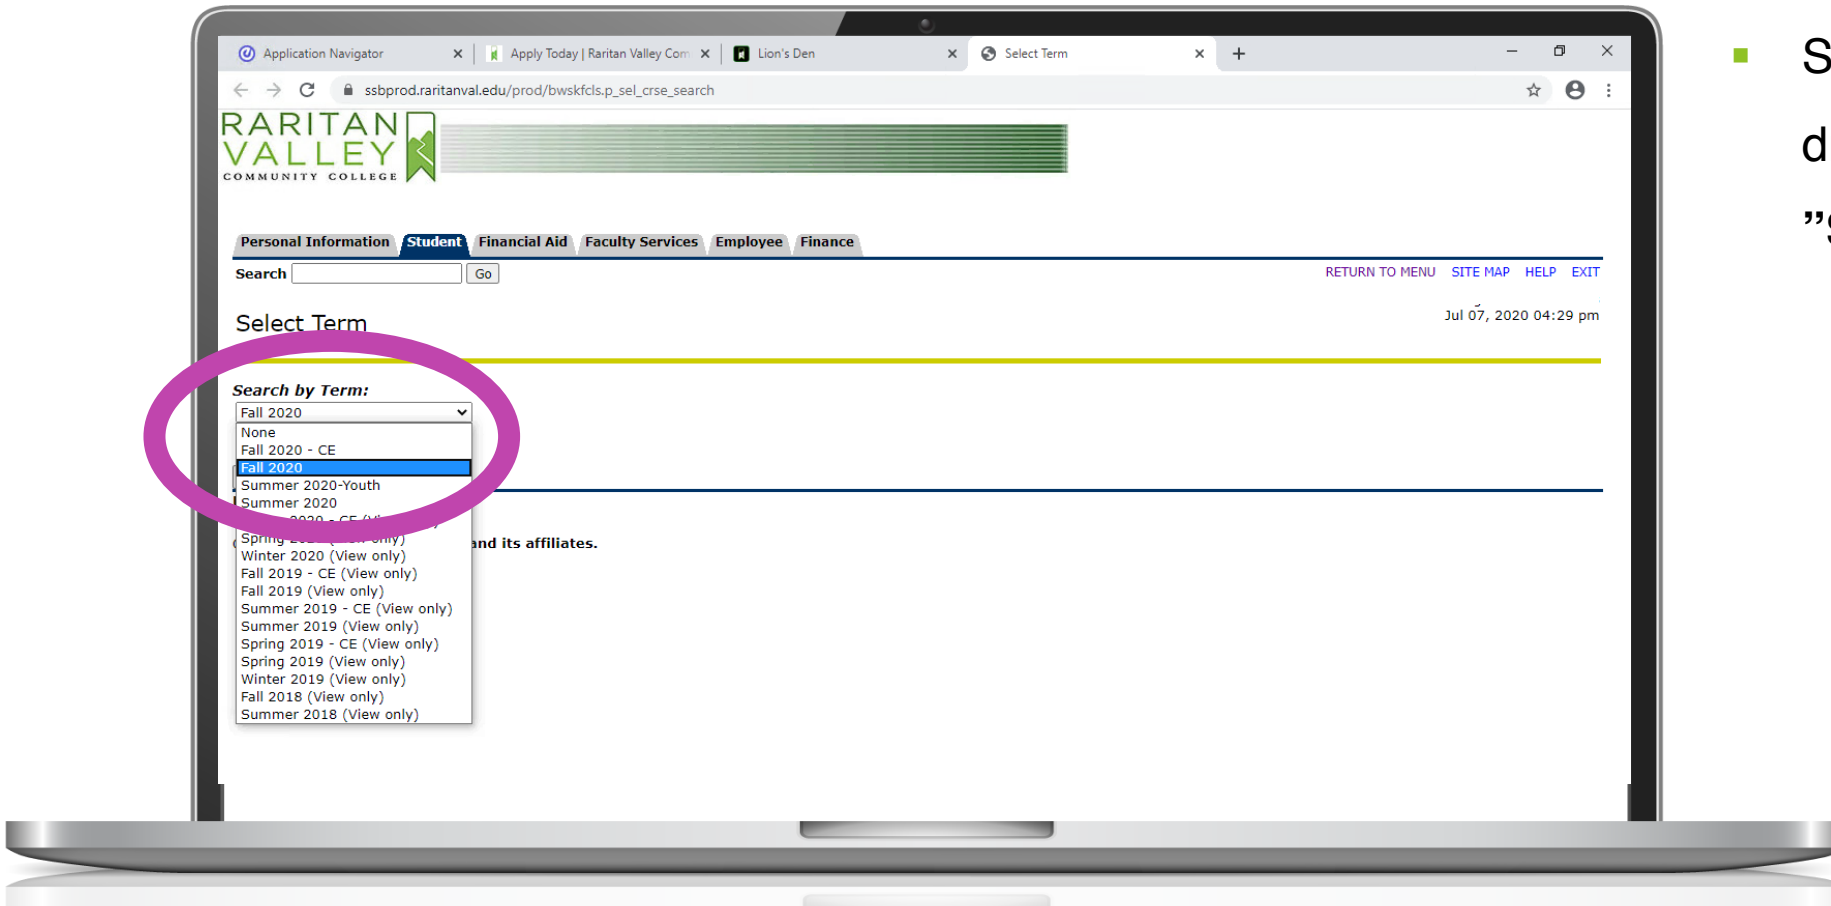 Application Navigator
Apply Today | Raritan Valley Com
Lion's Den
Select Term
ssbprod.raritanval.edu/prod/bwskfcls.p_sel_crse_search
RARITAN
VALLEY
COMMUNITY COLLEGE
Personal Information Student Financial Aid Faculty Services Employee Finance
Search Go
RETURN TO MENU SITE MAP HELP EXIT
Select Term
Jul 07, 2020 04:29 pm
Search by Term:
Fall 2020
None
Fall 2020 - CE
Fall 2020
Summer 2020-Youth
Summer 2020
2020 - CE
Spring only)
and its affiliates.
Winter 2020 (View only)
Fall 2019 - CE (View only)
Fall 2019 (View only)
Summer 2019 - CE (View only)
Summer 2019 (View only)
Spring 2019 - CE (View only)
Spring 2019 (View only)
Winter 2019 (View only)
Fall 2018 (View only)
Summer 2018 (View only)